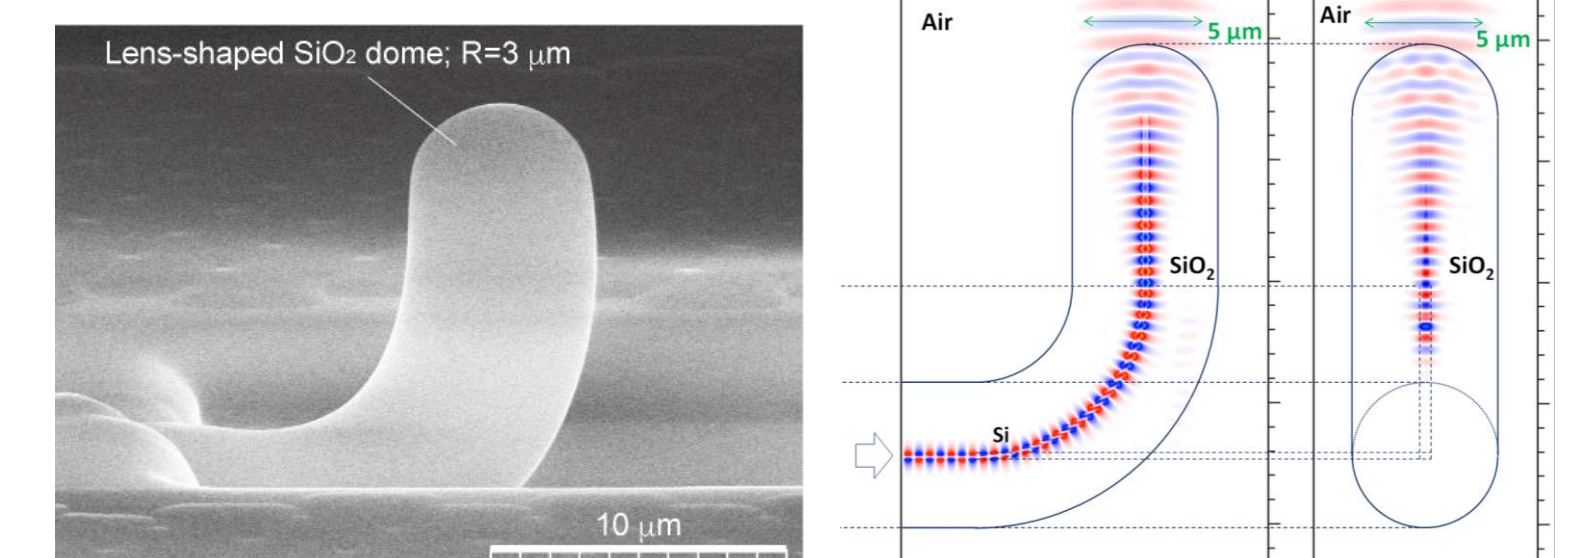 Lens-shaped SiO2 dome; R=3 μm
10 μm
Air
5 μm
SiO2
Si
Air
5 μm
SiO2